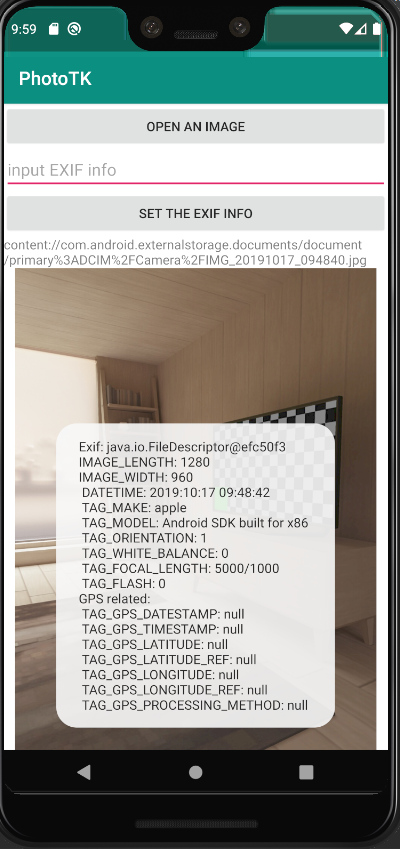 9:59
PhotoTK
OPEN AN IMAGE
input EXIF info
SET THE EXIF INFO
content://com.android.externalstorage.documents/document
/primary%3ADCIM%2FCamera%2FIMG_20191017_094840.jpg
Exif: java.io.FileDescriptor@efc50f3
IMAGE_LENGTH: 1280
IMAGE_WIDTH: 960
DATETIME: 2019:10:17 09:48:42
TAG_MAKE: apple
TAG_MODEL: Android SDK built for x86
TAG_ORIENTATION: 1
TAG_WHITE_BALANCE: 0
TAG_FOCAL_LENGTH: 5000/1000
TAG_FLASH: 0
GPS related:
TAG_GPS_DATESTAMP: null
TAG_GPS_TIMESTAMP: null
TAG_GPS_LATITUDE: null
TAG_GPS_LATITUDE_REF: null
TAG_GPS_LONGITUDE: null
TAG_GPS_LONGITUDE_REF: null
TAG_GPS_PROCESSING_METHOD: null